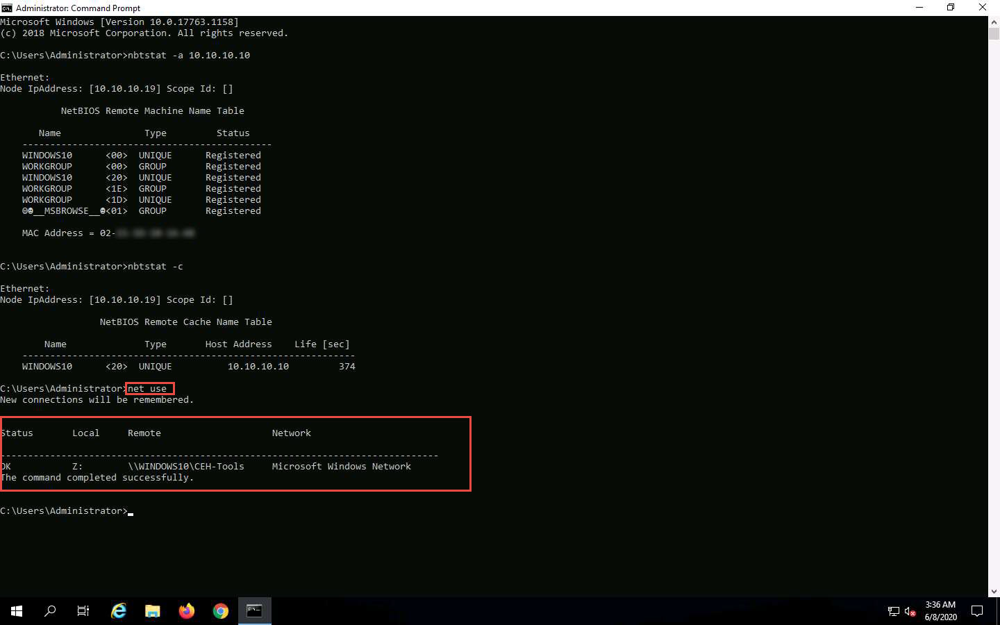 Administrator: Command Prompt
Microsoft Windows [Version 10.0.17763.1158]
(c) 2018 Microsoft Corporation. All rights reserved.
C:\Users\Administrator>nbtstat -a 10.10.10.10
Ethernet:
Node IpAddress: [10.10.10.19] Scope Id: []
NetBIOS Remote Machine Name Table
Name Type Status
---------------------------------------------
WINDOWS10 <00> UNIQUE Registered
WORKGROUP <00> GROUP Registered
WINDOWS10 <20> UNIQUE Registered
WORKGROUP <1E> GROUP Registered
WORKGROUP <1D> UNIQUE Registered
☺☻__MSBROWSE__☻<01> GROUP Registered
MAC Address = 02-
C:\Users\Administrator>nbtstat -c
Ethernet:
Node IpAddress: [10.10.10.19] Scope Id: []
NetBIOS Remote Cache Name Table
Name Type Host Address Life [sec]
------------------------------------------------------------
WINDOWS10 <20> UNIQUE 10.10.10.10 374
C:\Users\Administrator>net use
New connections will be remembered.
Status Local Remote Network
-------------------------------------------------------------------------------
OK Z: \\WINDOWS10\CEH-Tools Microsoft Windows Network
The command completed successfully.
C:\Users\Administrator>
3:36 AM
6/8/2020